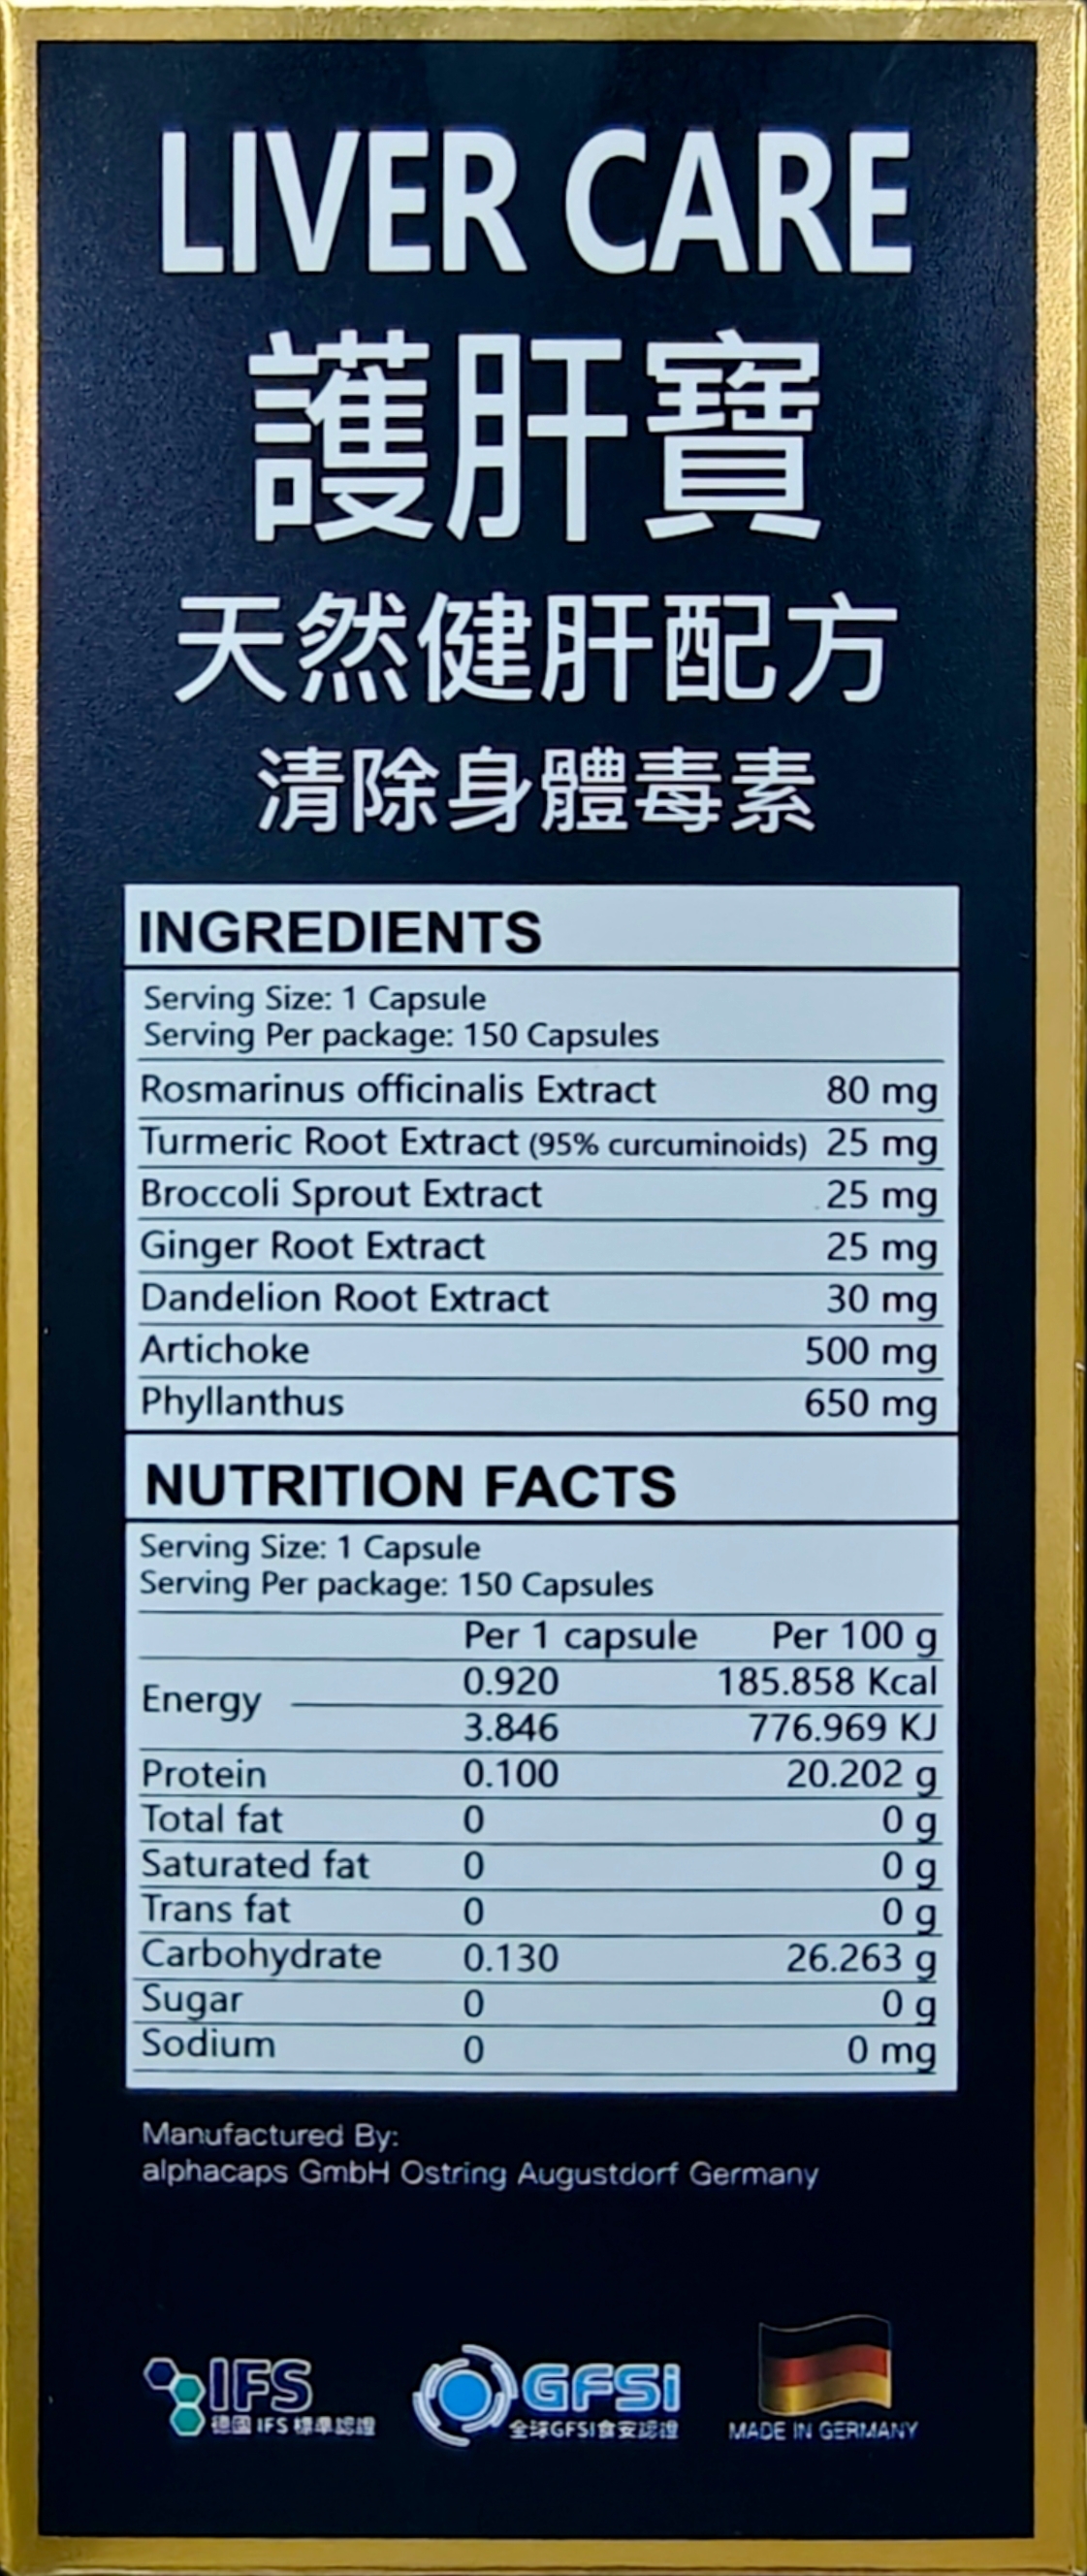 LIVER CARE
護肝寶
天然健肝配方
清除身體毒素
INGREDIENTS
Serving Size: 1 Capsule
Serving Per package: 150 Capsules
Rosmarinus officinalis Extract 80 mg
Turmeric Root Extract (95% curcuminoids) 25 mg
Broccoli Sprout Extract 25 mg
Ginger Root Extract 25 mg
Dandelion Root Extract 30 mg
Artichoke 500 mg
Phyllanthus 650 mg
NUTRITION FACTS
Serving Size: 1 Capsule
Serving Per package: 150 Capsules
Per 1 capsule Per 100 g
Energy 0.920 185.858 Kcal
3.846 776.969 KJ
Protein 0.100 20.202 g
Total fat 0 0 g
Saturated fat 0 0 g
Trans fat 0 0 g
Carbohydrate 0.130 26.263 g
Sugar 0 0 g
Sodium 0 0 mg
Manufactured By:
alphacaps GmbH Ostring Augustdorf Germany
IFS
德國 IFS 標準認證
GFSi
全球GFSI食安認證
MADE IN GERMANY